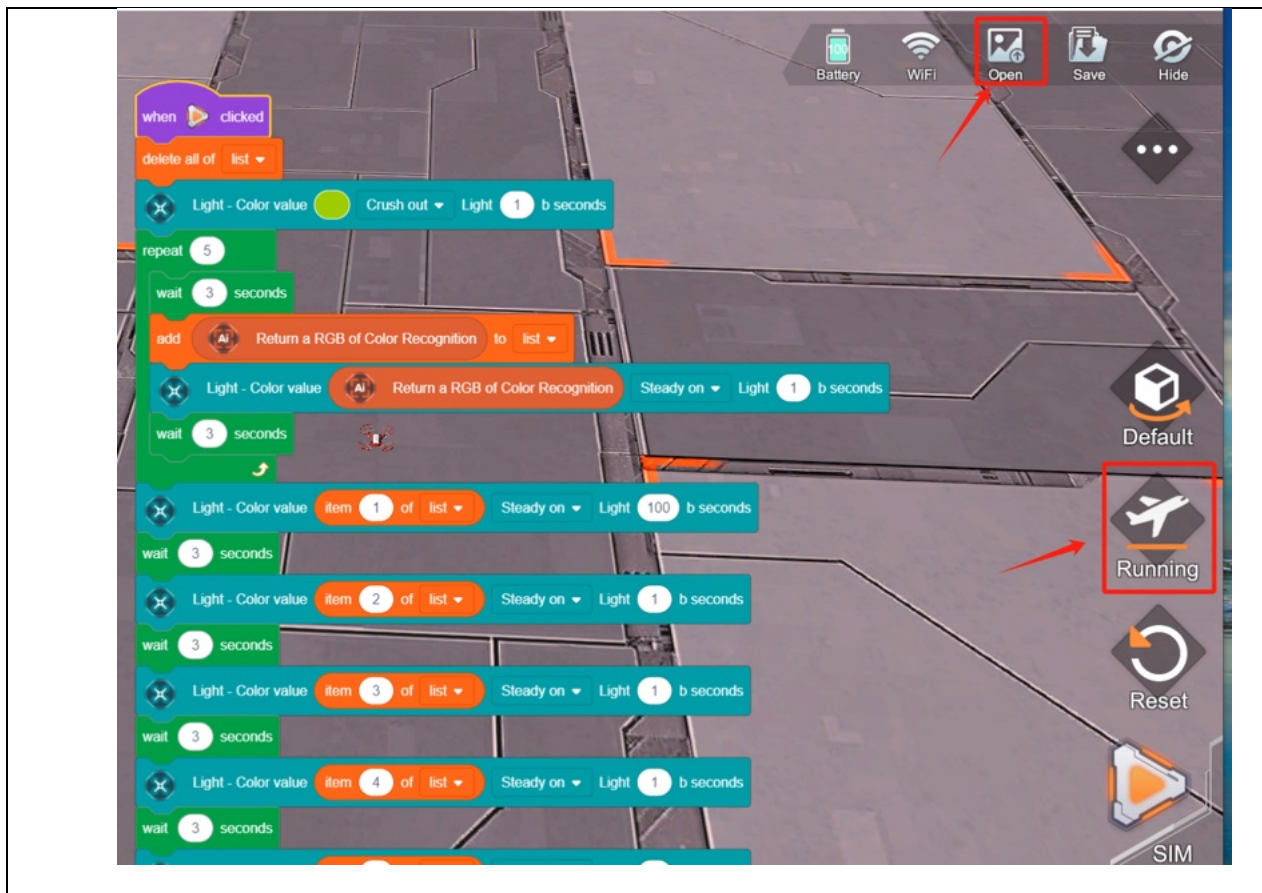 100
Battery
WiFi
Open
Save
Hide
when clicked
delete all of list
Light - Color value Crush out Light 1 b seconds
repeat 5
wait 3 seconds
add Ai Return a RGB of Color Recognition to list
Light - Color value Ai Return a RGB of Color Recognition Steady on Light 1 b seconds
wait 3 seconds
Light - Color value item 1 of list Steady on Light 100 b seconds
wait 3 seconds
Light - Color value item 2 of list Steady on Light 1 b seconds
wait 3 seconds
Light - Color value item 3 of list Steady on Light 1 b seconds
wait 3 seconds
Light - Color value item 4 of list Steady on Light 1 b seconds
wait 3 seconds
Default
Running
Reset
SIM